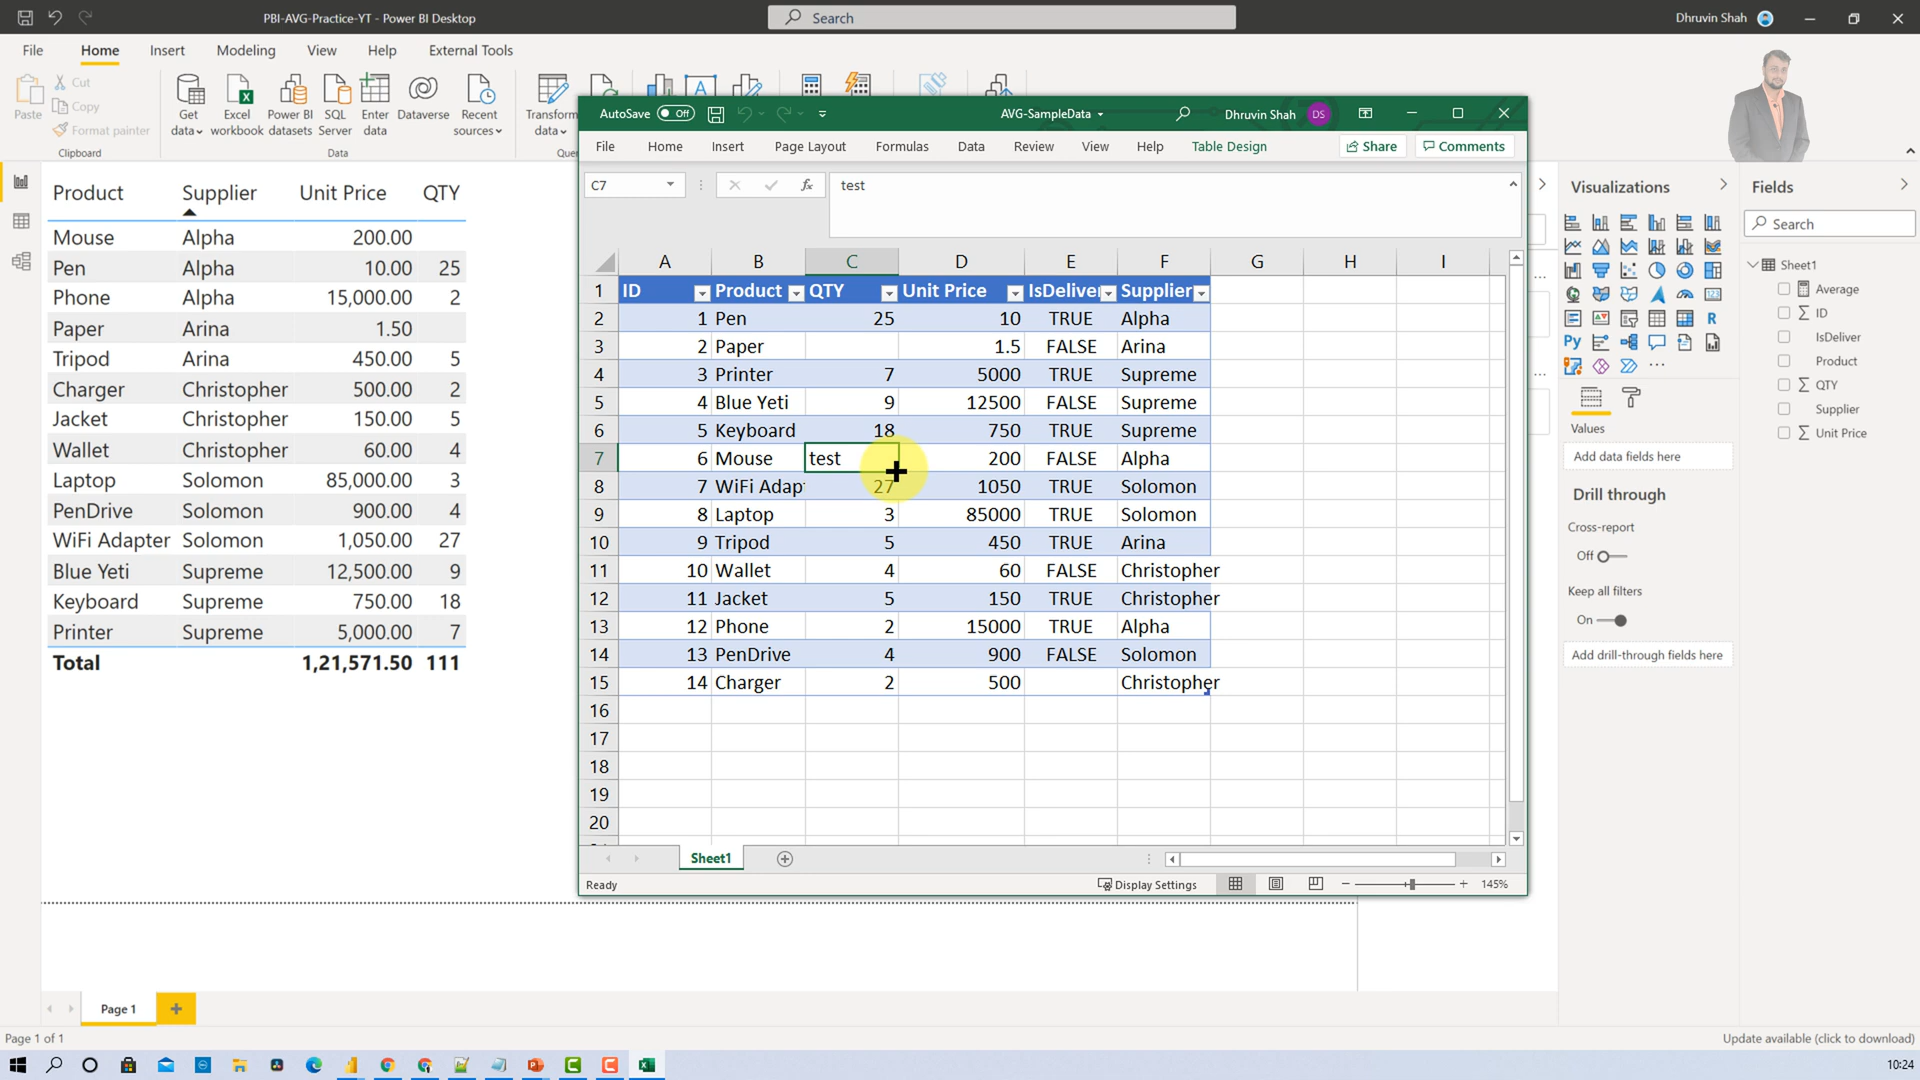 PBI-AVG-Practice-YT - Power BI Desktop
Search
Dhruvin Shah
File Home Insert Modeling View Help External Tools
Paste
Cut
Copy
Format painter
Clipboard
Get data
Excel workbook
Power BI datasets
SQL Server
Enter data
Dataverse
Recent sources
Data
Transform data
Que
Product Supplier Unit Price QTY
Mouse Alpha 200.00
Pen Alpha 10.00 25
Phone Alpha 15,000.00 2
Paper Arina 1.50
Tripod Arina 450.00 5
Charger Christopher 500.00 2
Jacket Christopher 150.00 5
Wallet Christopher 60.00 4
Laptop Solomon 85,000.00 3
PenDrive Solomon 900.00 4
WiFi Adapter Solomon 1,050.00 27
Blue Yeti Supreme 12,500.00 9
Keyboard Supreme 750.00 18
Printer Supreme 5,000.00 7
Total 1,21,571.50 111
AutoSave Off
AVG-SampleData
Dhruvin Shah DS
File Home Insert Page Layout Formulas Data Review View Help Table Design Share Comments
C7 fx test
A B C D E F G H I
1 ID Product QTY Unit Price IsDeliver Supplier
2 1 Pen 25 10 TRUE Alpha
3 2 Paper 1.5 FALSE Arina
4 3 Printer 7 5000 TRUE Supreme
5 4 Blue Yeti 9 12500 FALSE Supreme
6 5 Keyboard 18 750 TRUE Supreme
7 6 Mouse test 200 FALSE Alpha
8 7 WiFi Adap 27 1050 TRUE Solomon
9 8 Laptop 3 85000 TRUE Solomon
10 9 Tripod 5 450 TRUE Arina
11 10 Wallet 4 60 FALSE Christopher
12 11 Jacket 5 150 TRUE Christopher
13 12 Phone 2 15000 TRUE Alpha
14 13 PenDrive 4 900 FALSE Solomon
15 14 Charger 2 500 Christopher
16
17
18
19
20
Sheet1
Ready
Display Settings
145%
Visualizations
R
Py
Values
Add data fields here
Drill through
Cross-report
Off
Keep all filters
On
Add drill-through fields here
Fields
Search
Sheet1
Average
ID
IsDeliver
Product
QTY
Supplier
Unit Price
Page 1
Page 1 of 1
Update available (click to download)
10:24